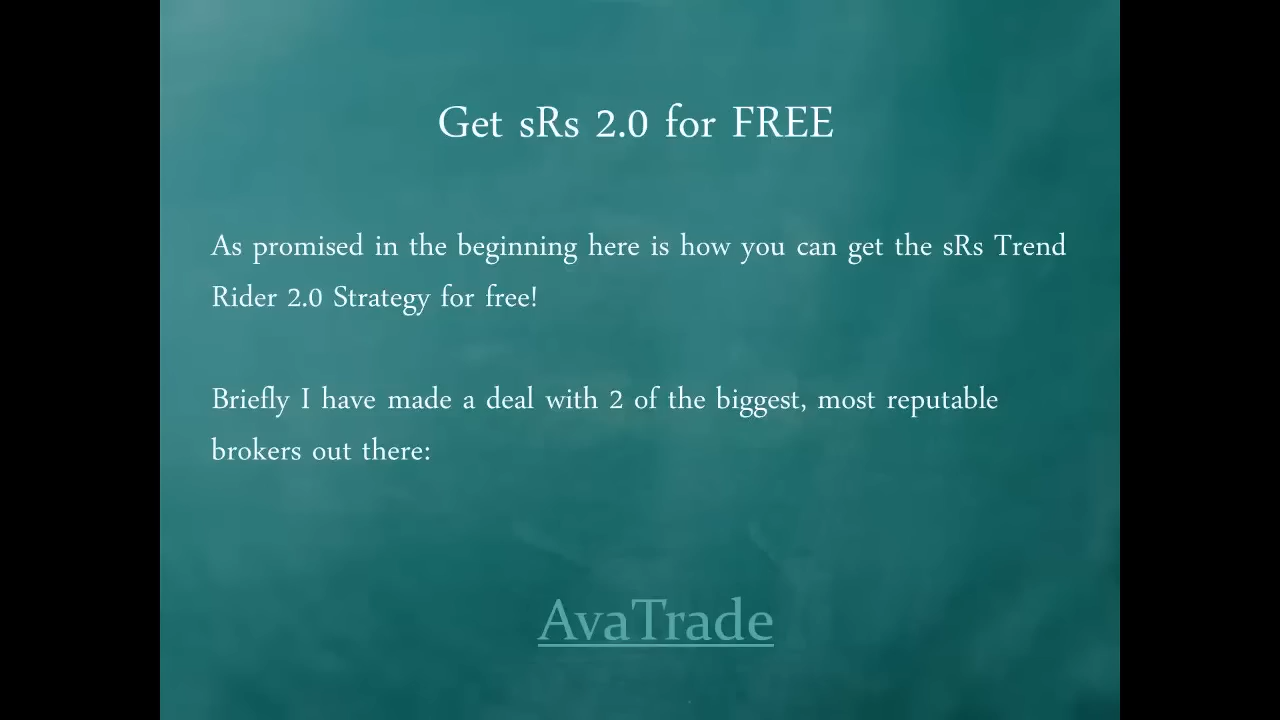 Get sRs 2.0 for FREE
As promised in the beginning here is how you can get the sRs Trend
Rider 2.0 Strategy for free!
Briefly I have made a deal with 2 of the biggest, most reputable
brokers out there:
AvaTrade